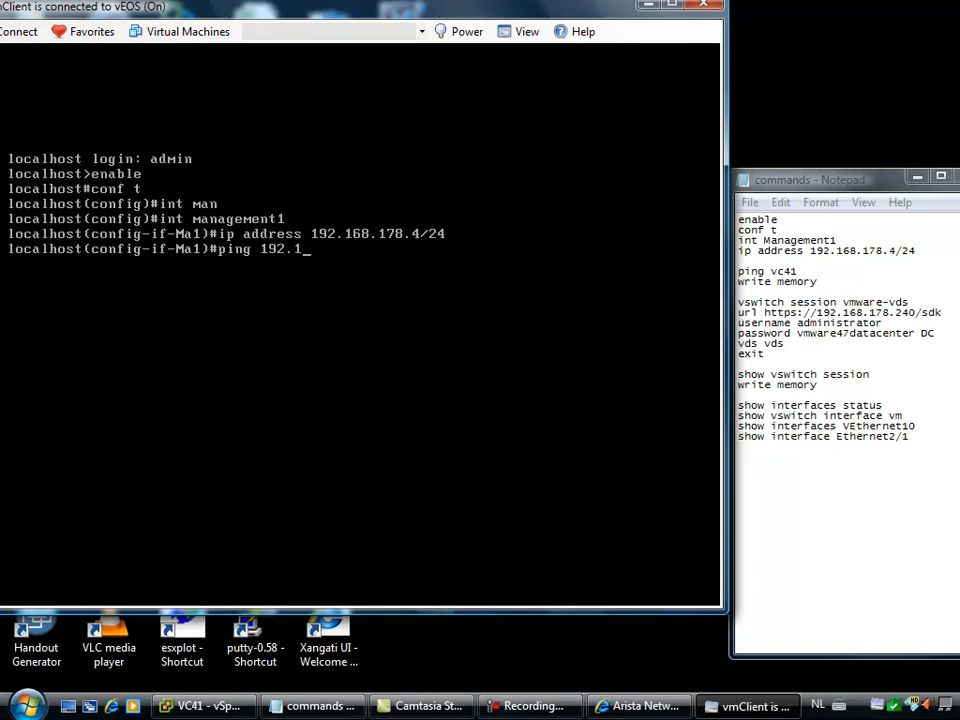 mClient is connected to vEOS (On)
onnect Favorites Virtual Machines Power View Help
localhost login: admin
localhost>enable
localhost#conf t
localhost(config)#int man
localhost(config)#int management1
localhost(config-if-Ma1)#ip address 192.168.178.4/24
localhost(config-if-Ma1)#ping 192.1_
commands - Notepad
File Edit Format View Help
enable
conf t
int Management1
ip address 192.168.178.4/24
ping vc41
write memory
vswitch session vmware-vds
url https://192.168.178.240/sdk
username administrator
password vmware47datacenter DC
vds vds
exit
show vswitch session
write memory
show interfaces status
show vswitch interface vm
show interfaces VEthernet10
show interface Ethernet2/1
Handout Generator
VLC media player
esxplot - Shortcut
putty-0.58 - Shortcut
Xangati UI - Welcome ...
VC41 - vSp... commands ... Camtasia St... Recording... Arista Netw... vmClient is ... NL